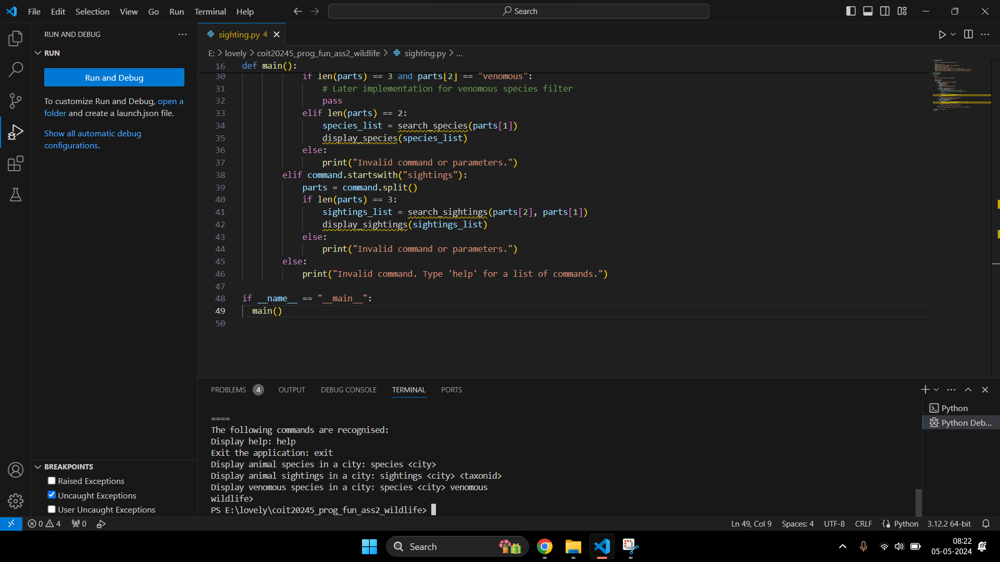 File Edit Selection View Go Run Terminal Help
Search
RUN AND DEBUG
RUN
Run and Debug
To customize Run and Debug, open a
folder and create a launch.json file.
Show all automatic debug
configurations.
BREAKPOINTS
Raised Exceptions
Uncaught Exceptions
User Uncaught Exceptions
sighting.py 4
E: > lovely > coit20245_prog_fun_ass2_wildlife > sighting.py > ...
16 def main():
30 if len(parts) == 3 and parts[2] == "venomous":
31 # Later implementation for venomous species filter
32 pass
33 elif len(parts) == 2:
34 species_list = search_species(parts[1])
35 display_species(species_list)
36 else:
37 print("Invalid command or parameters.")
38 elif command.startswith("sightings"):
39 parts = command.split()
40 if len(parts) == 3:
41 sightings_list = search_sightings(parts[2], parts[1])
42 display_sightings(sightings_list)
43 else:
44 print("Invalid command or parameters.")
45 else:
46 print("Invalid command. Type 'help' for a list of commands.")
47
48 if __name__ == "__main__":
49 main()
50
PROBLEMS 4 OUTPUT DEBUG CONSOLE TERMINAL PORTS
====
The following commands are recognised:
Display help: help
Exit the application: exit
Display animal species in a city: species <city>
Display animal sightings in a city: sightings <city> <taxonid>
Display venomous species in a city: species <city> venomous
wildlife>
PS E:\lovely\coit20245_prog_fun_ass2_wildlife>
Python
Python Deb...
0 4 0
Ln 49, Col 9 Spaces: 4 UTF-8 CRLF Python 3.12.2 64-bit
Search
08:22
05-05-2024